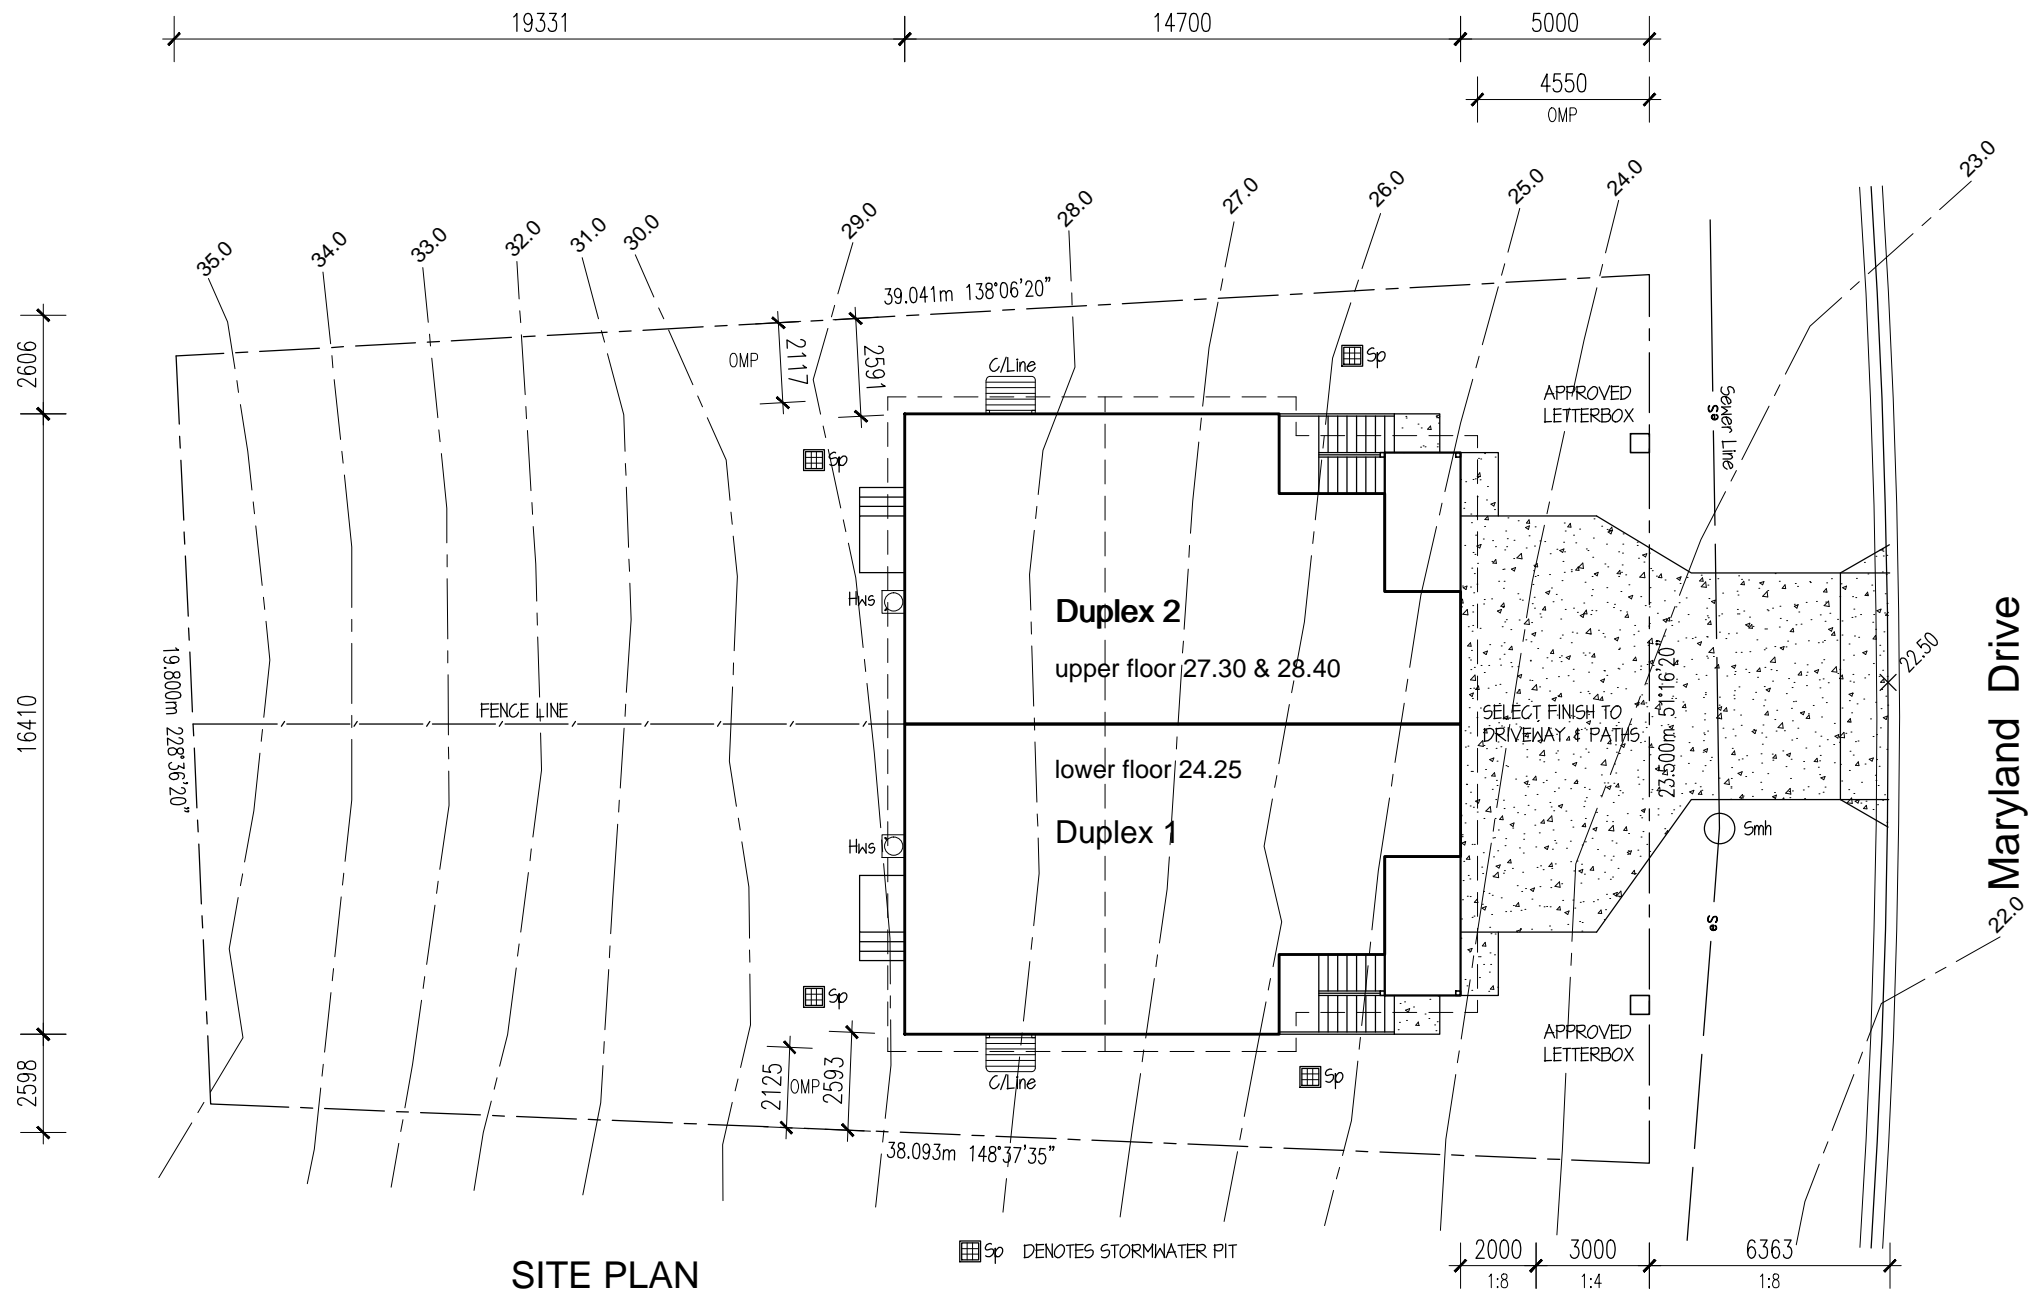 19331
14700
5000
4550
OMP
35.0
34.0
33.0
32.0
31.0
30.0
29.0
28.0
27.0
26.0
25.0
24.0
23.0
39.041m 138°06'20"
2606
OMP
2117
2591
C/Line
Sp
APPROVED
LETTERBOX
eS
Sewer Line
Sp
Hws
Duplex 2
upper floor 27.30 & 28.40
19.800m 228°36'20"
16410
FENCE LINE
SELECT FINISH TO
DRIVEWAY & PATHS
23.500m 51°16'20"
22.50
Maryland Drive
lower floor 24.25
Duplex 1
Hws
Smh
eS
22.0
Sp
APPROVED
LETTERBOX
2598
2125
OMP
2593
C/Line
Sp
38.093m 148°37'35"
Sp DENOTES STORMWATER PIT
2000
3000
6363
1:8
1:4
1:8
SITE PLAN